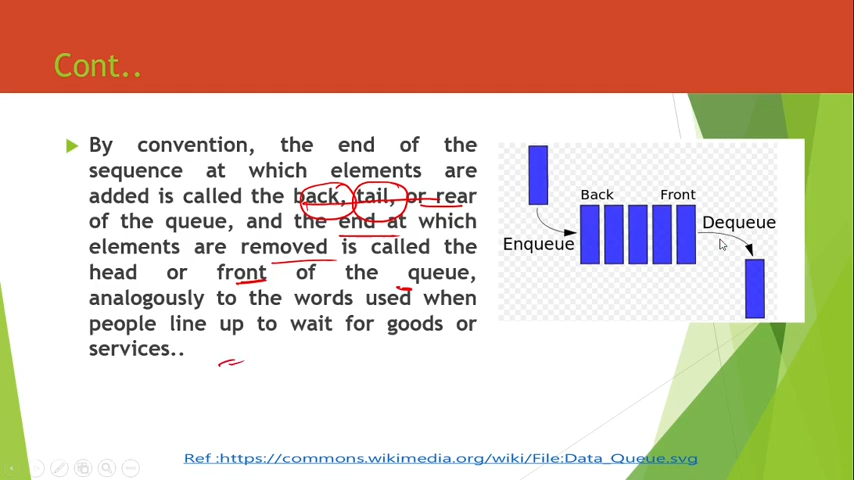 Cont..
By convention, the end of the
sequence at which elements are
added is called the back, tail, or rear
of the queue, and the end at which
elements are removed is called the
head or front of the queue,
analogously to the words used when
people line up to wait for goods or
services..
Back Front
Dequeue
Enqueue
Ref :https://commons.wikimedia.org/wiki/File:Data_Queue.svg